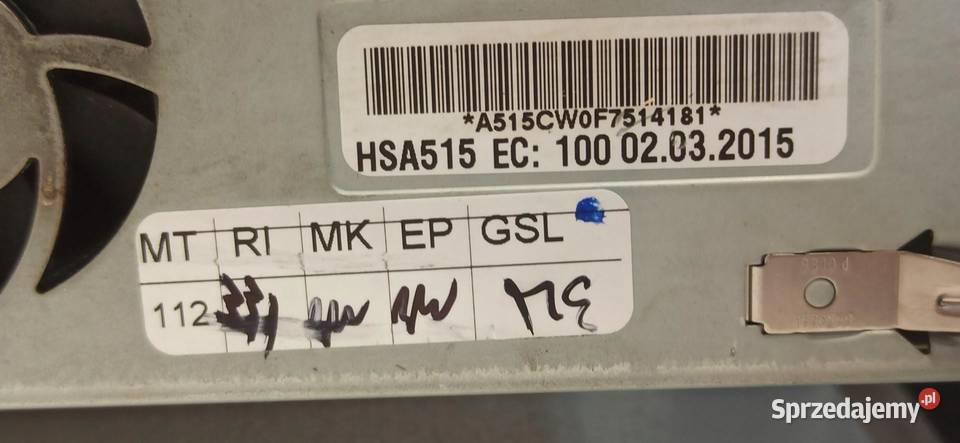 *A515CW0F7514181*
HSA515 EC: 100 02.03.2015
MT RI MK EP GSL
112
Sprzedajemy.pl